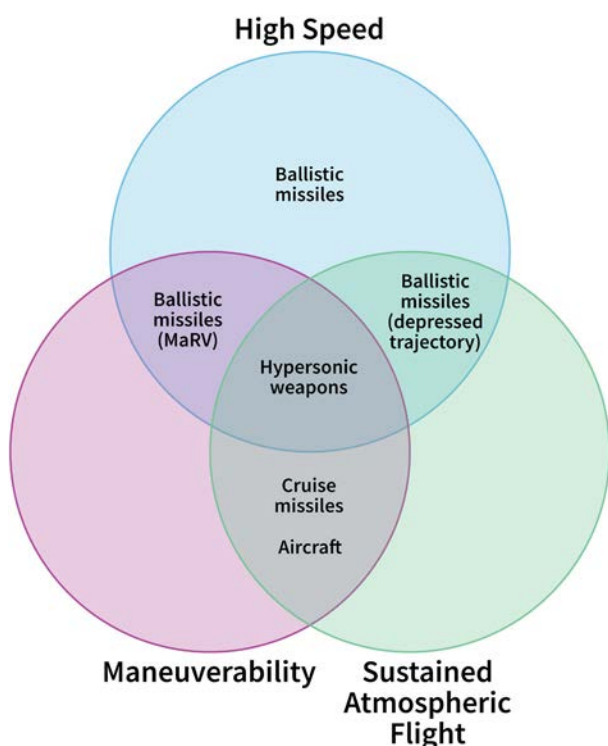 High Speed
Ballistic
missiles
Ballistic
missiles
(MaRV)
Ballistic
missiles
(depressed
trajectory)
Hypersonic
weapons
Cruise
missiles
Aircraft
Maneuverability
Sustained
Atmospheric
Flight